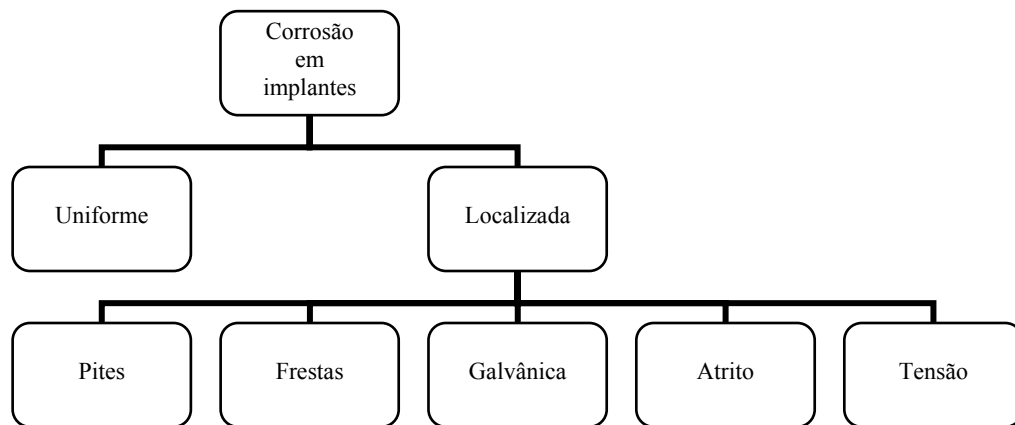 Corrosão
em
implantes
Uniforme
Localizada
Pites
Frestas
Galvânica
Atrito
Tensão